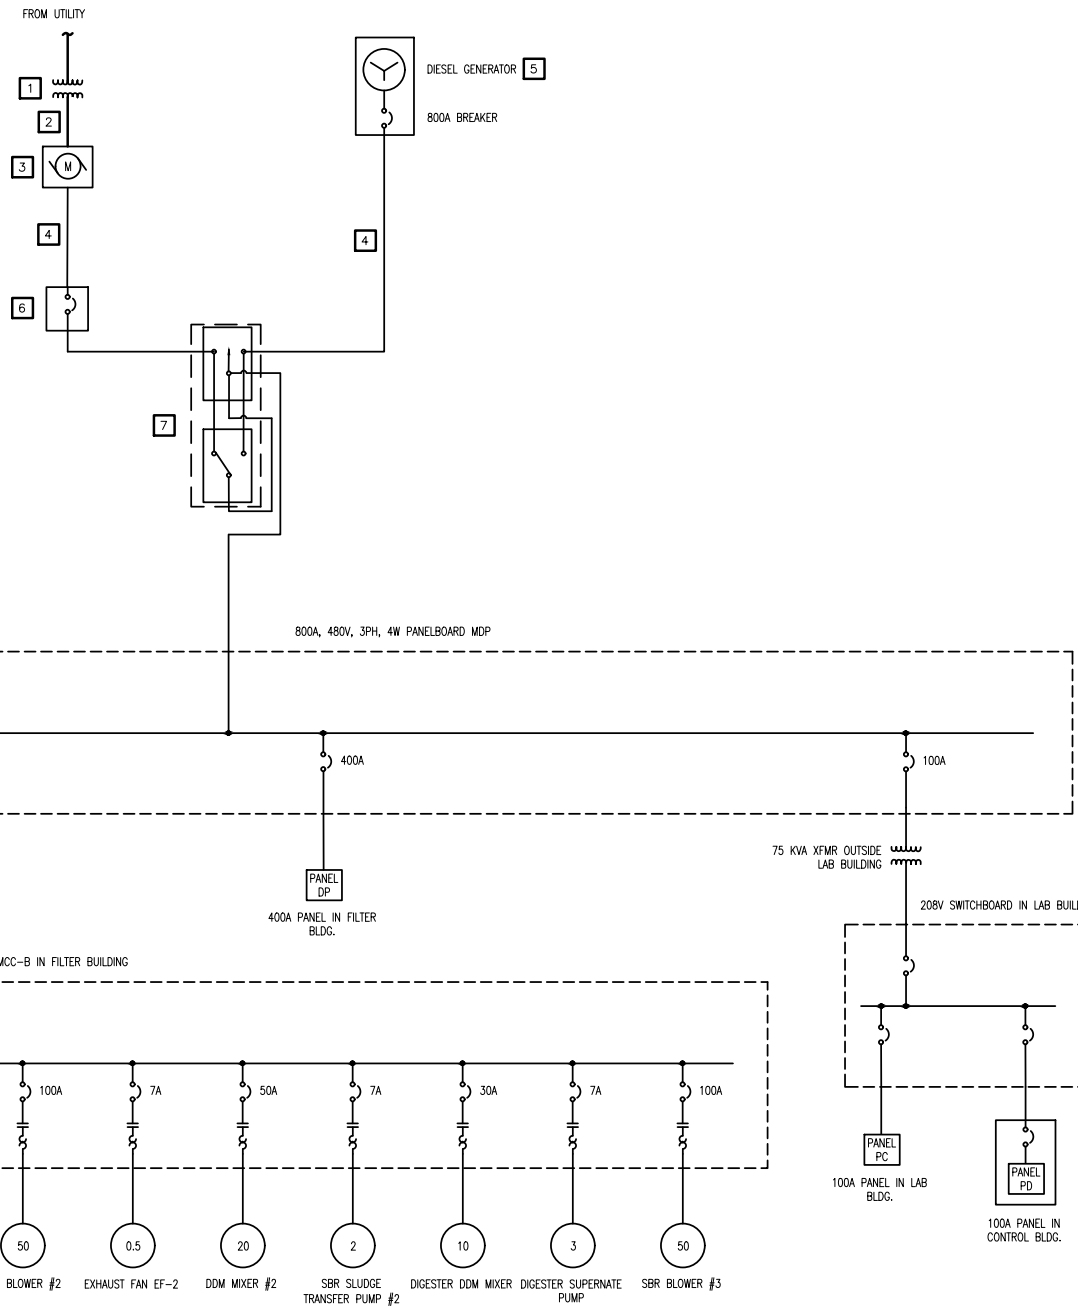 FROM UTILITY
1
2
3
M
4
6
DIESEL GENERATOR 5
800A BREAKER
4
7
800A, 480V, 3PH, 4W PANELBOARD MDP
400A
100A
PANEL
DP
400A PANEL IN FILTER
BLDG.
75 KVA XFMR OUTSIDE
LAB BUILDING
208V SWITCHBOARD IN LAB
MCC-B IN FILTER BUILDING
100A
7A
50A
7A
30A
7A
100A
50
0.5
20
2
10
3
50
BLOWER #2
EXHAUST FAN EF-2
DDM MIXER #2
SBR SLUDGE
TRANSFER PUMP #2
DIGESTER DDM MIXER
DIGESTER SUPERNATE
PUMP
SBR BLOWER #3
PANEL
PC
100A PANEL IN LAB
BLDG.
PANEL
PD
100A PANEL IN
CONTROL BLDG.